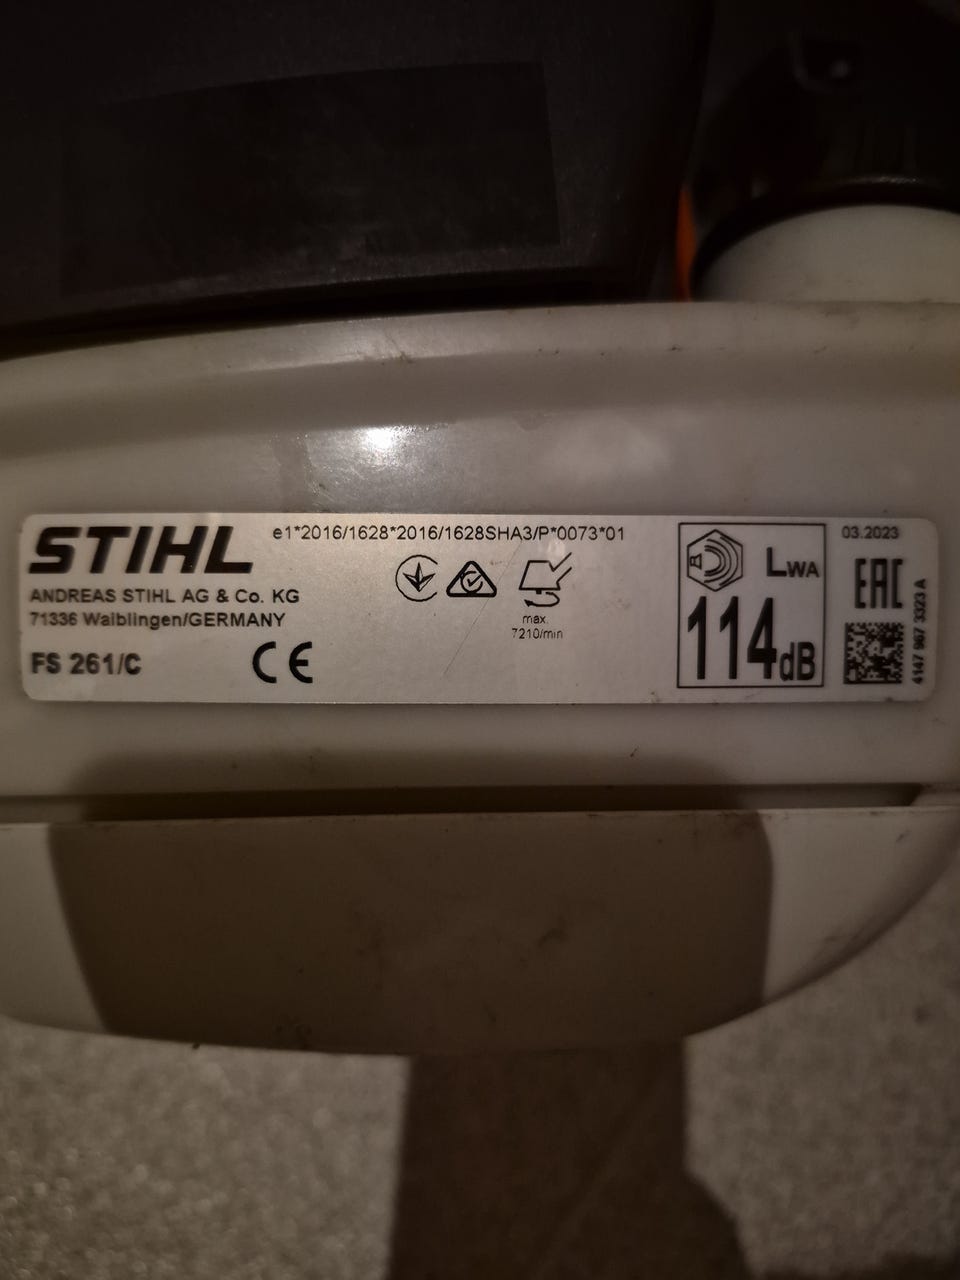 STIHL
ANDREAS STIHL AG & Co. KG
71336 Waiblingen/GERMANY
FS 261/C
CE
e1*2016/1628*2016/1628SHA3/P*0073*01
max.
7210/min
LWA
114dB
03.2023
EAC
4147 967 3323 A